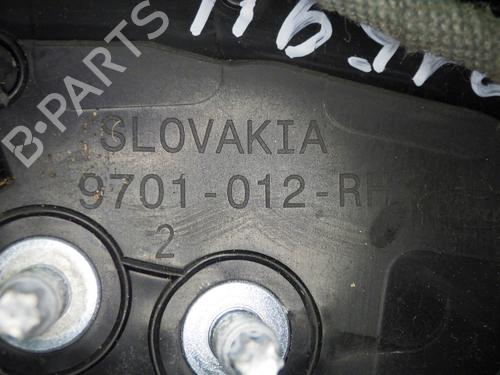 B-PARTS
SLOVAKIA
9701-012-RH
2